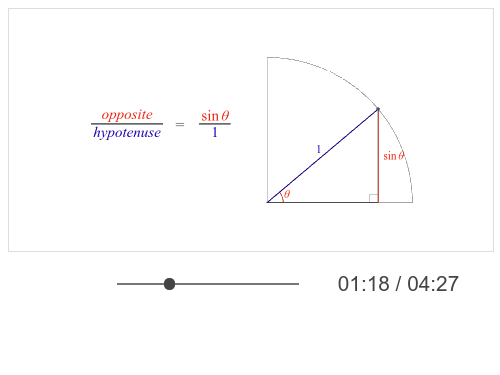 opposite
hypotenuse
=
sin θ
1
1
sin θ
θ
01:18 / 04:27